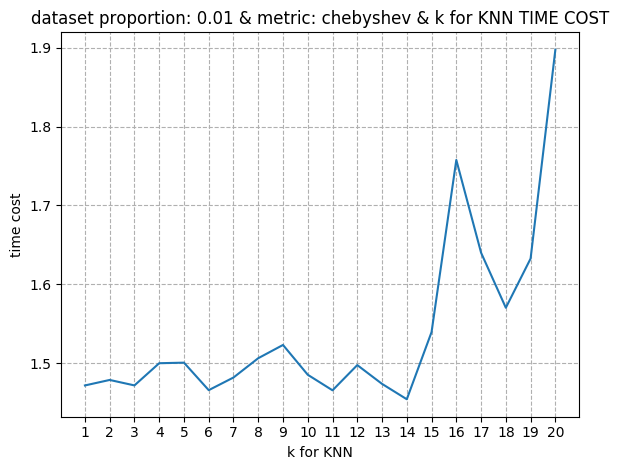 dataset proportion: 0.01 & metric: chebyshev & k for KNN TIME COST
1.9
1.8
1.7
1.6
1.5
time cost
1 2 3 4 5 6 7 8 9 10 11 12 13 14 15 16 17 18 19 20
k for KNN